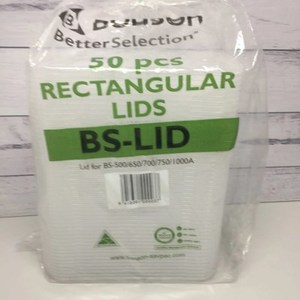 BetterSelection®
50 pcs
RECTANGULAR
LIDS
BS-LID
Lid for BS-500/650/700/750/1000A